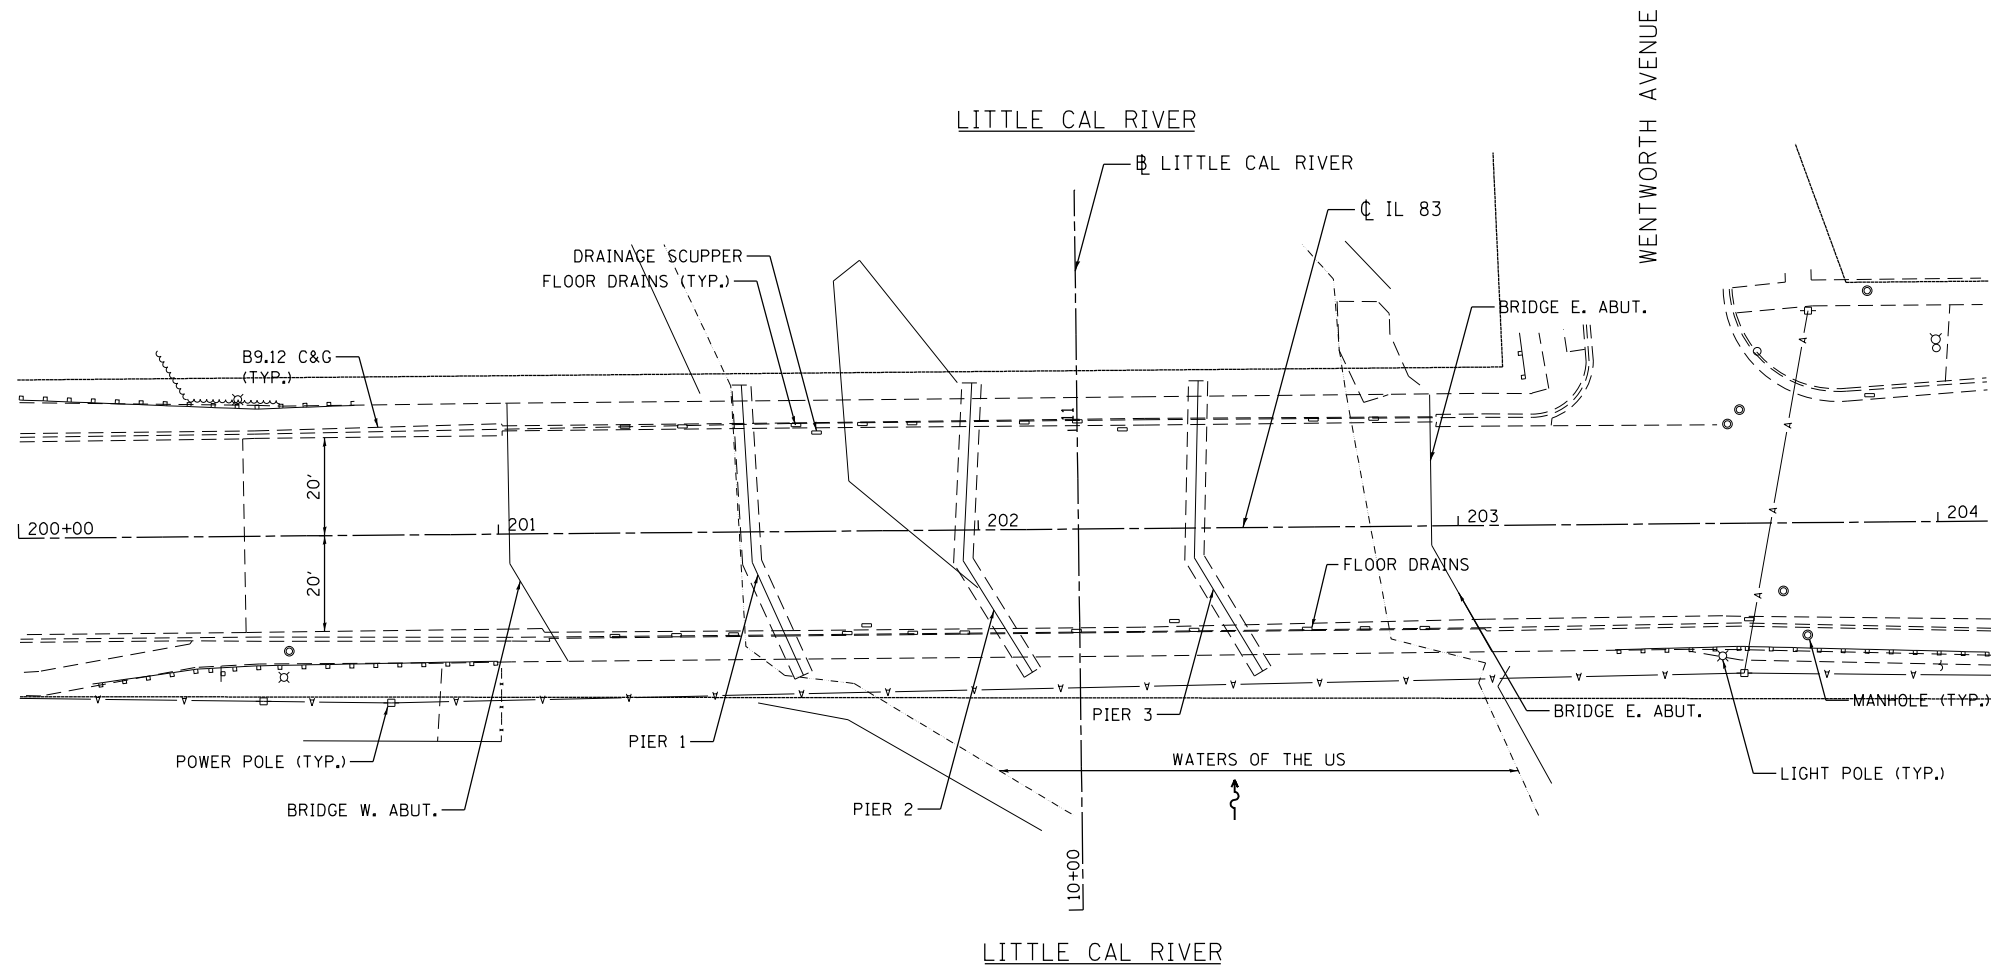 WENTWORTH AVENUE
LITTLE CAL RIVER
℄ LITTLE CAL RIVER
℄ IL 83
DRAINAGE SCUPPER
FLOOR DRAINS (TYP.)
BRIDGE E. ABUT.
B9.12 C&G
(TYP.)
11
20'
200+00
201
202
203
204
20'
FLOOR DRAINS
A
A
A
A
P
V V V V V V V V V V V V V V V V V V V V
PIER 1
PIER 3
BRIDGE E. ABUT.
MANHOLE (TYP.)
POWER POLE (TYP.)
WATERS OF THE US
LIGHT POLE (TYP.)
BRIDGE W. ABUT.
PIER 2
10+00
LITTLE CAL RIVER